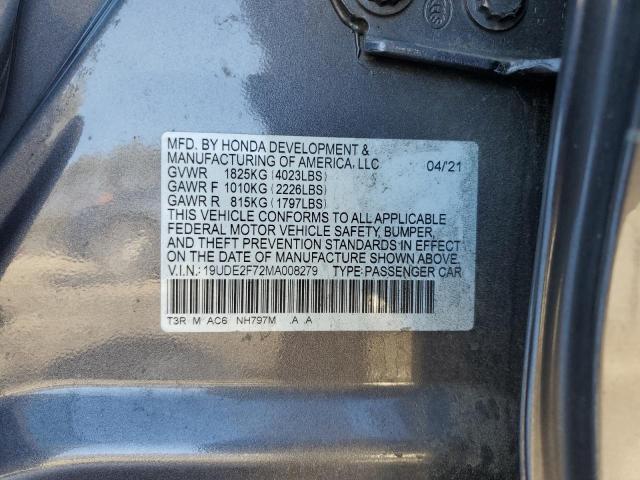 MFD. BY HONDA DEVELOPMENT &
MANUFACTURING OF AMERICA, LLC 04/21
GVWR 1825KG (4023LBS)
GAWR F 1010KG (2226LBS)
GAWR R 815KG (1797LBS)
THIS VEHICLE CONFORMS TO ALL APPLICABLE
FEDERAL MOTOR VEHICLE SAFETY, BUMPER,
AND THEFT PREVENTION STANDARDS IN EFFECT
ON THE DATE OF MANUFACTURE SHOWN ABOVE.
V.I.N.: 19UDE2F72MA008279 TYPE: PASSENGER CAR
T3R M AC6 NH797M .A .A